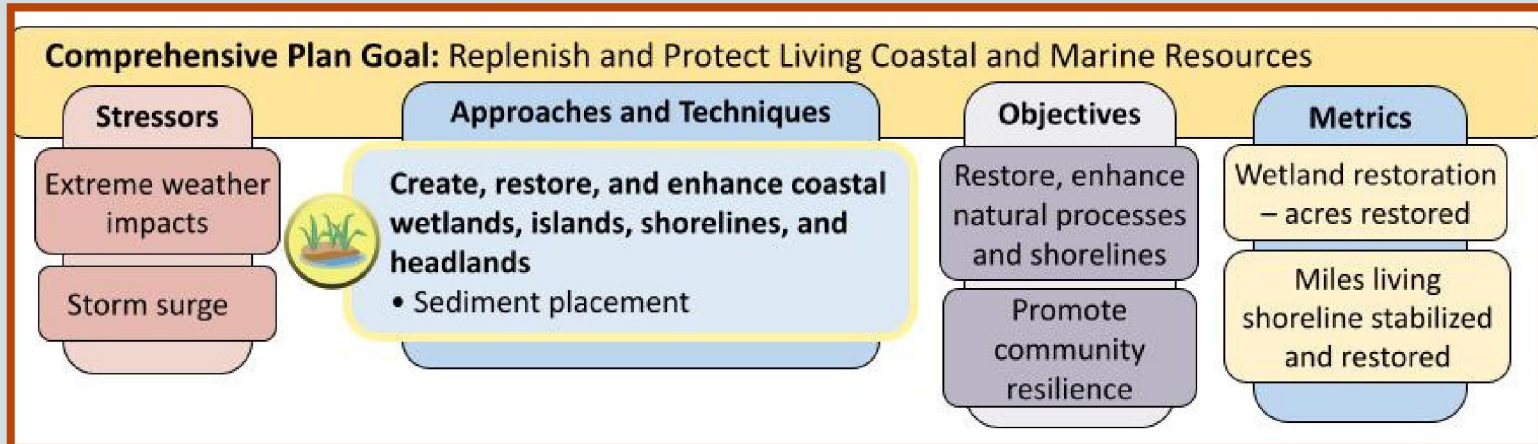 Comprehensive Plan Goal: Replenish and Protect Living Coastal and Marine Resources
Stressors
Extreme weather
impacts
Storm surge
Approaches and Techniques
Create, restore, and enhance coastal
wetlands, islands, shorelines, and
headlands
• Sediment placement
Objectives
Restore, enhance
natural processes
and shorelines
Promote
community
resilience
Metrics
Wetland restoration
– acres restored
Miles living
shoreline stabilized
and restored